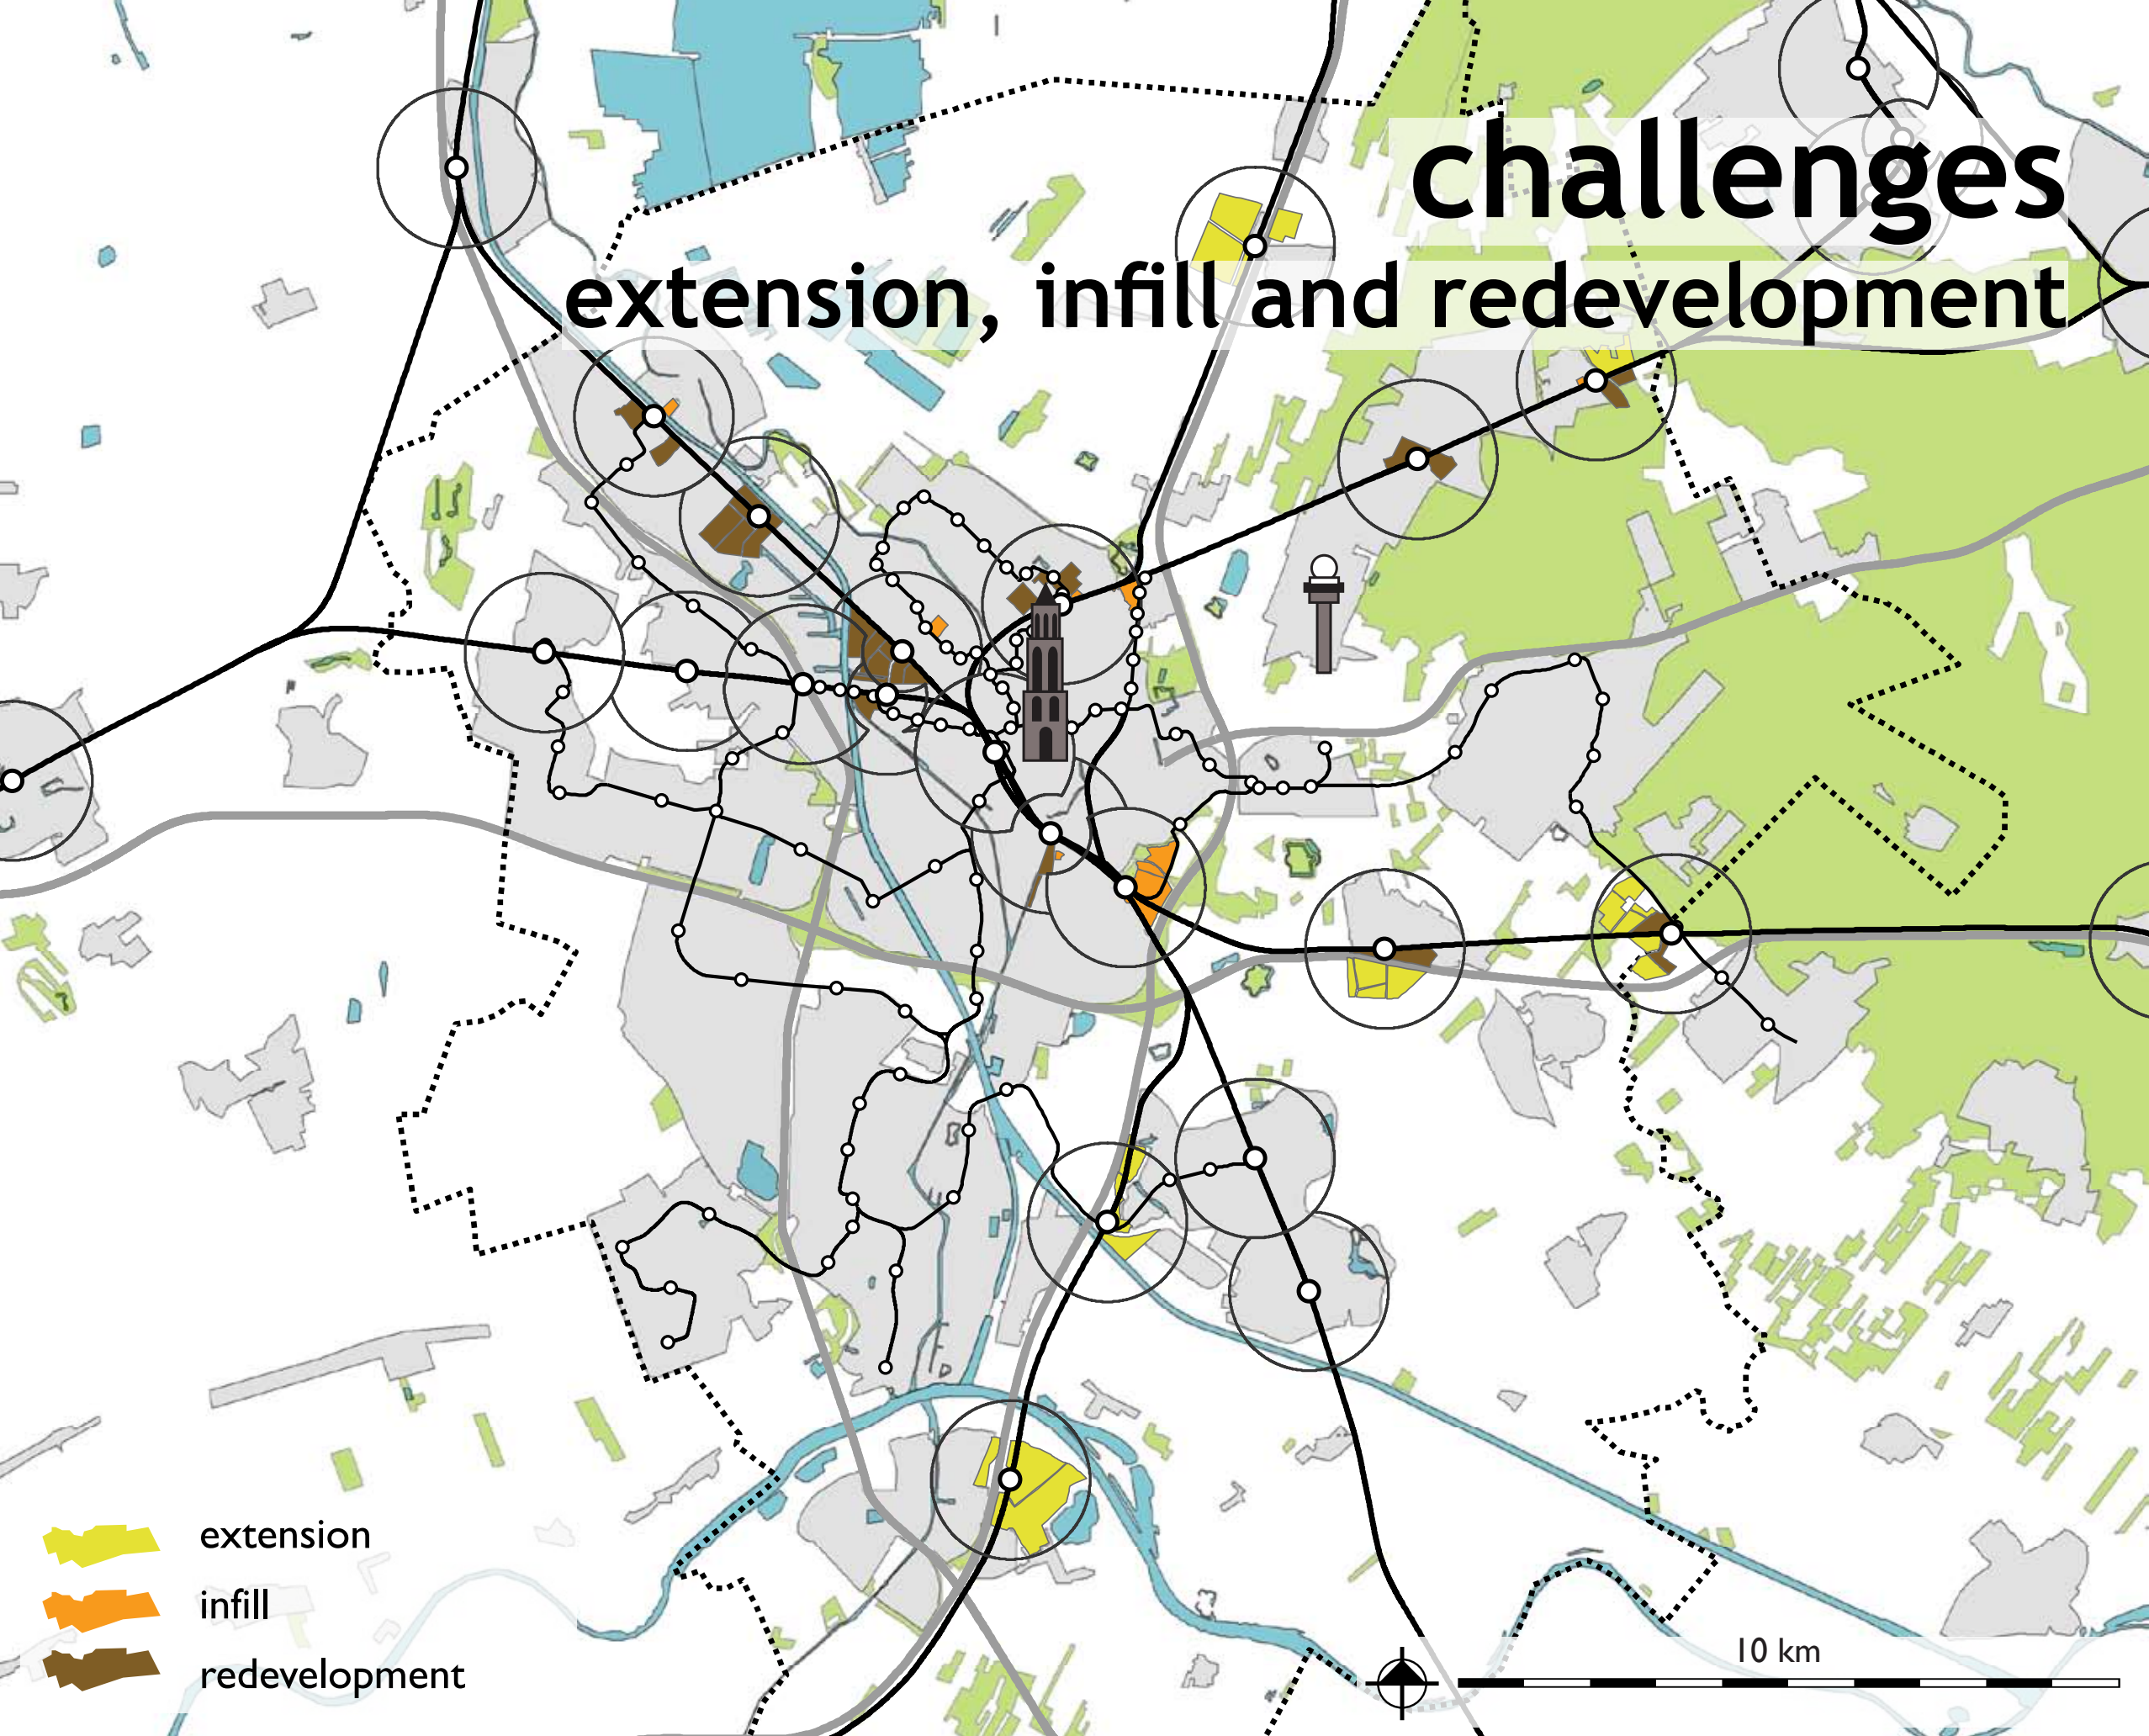 challenges
extension, infill and redevelopment
extension
infill
redevelopment
10 km